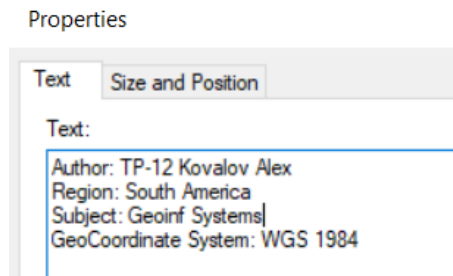 Properties
Text
Size and Position
Text:
Author: TP-12 Kovalov Alex
Region: South America
Subject: Geoinf Systems
GeoCoordinate System: WGS 1984